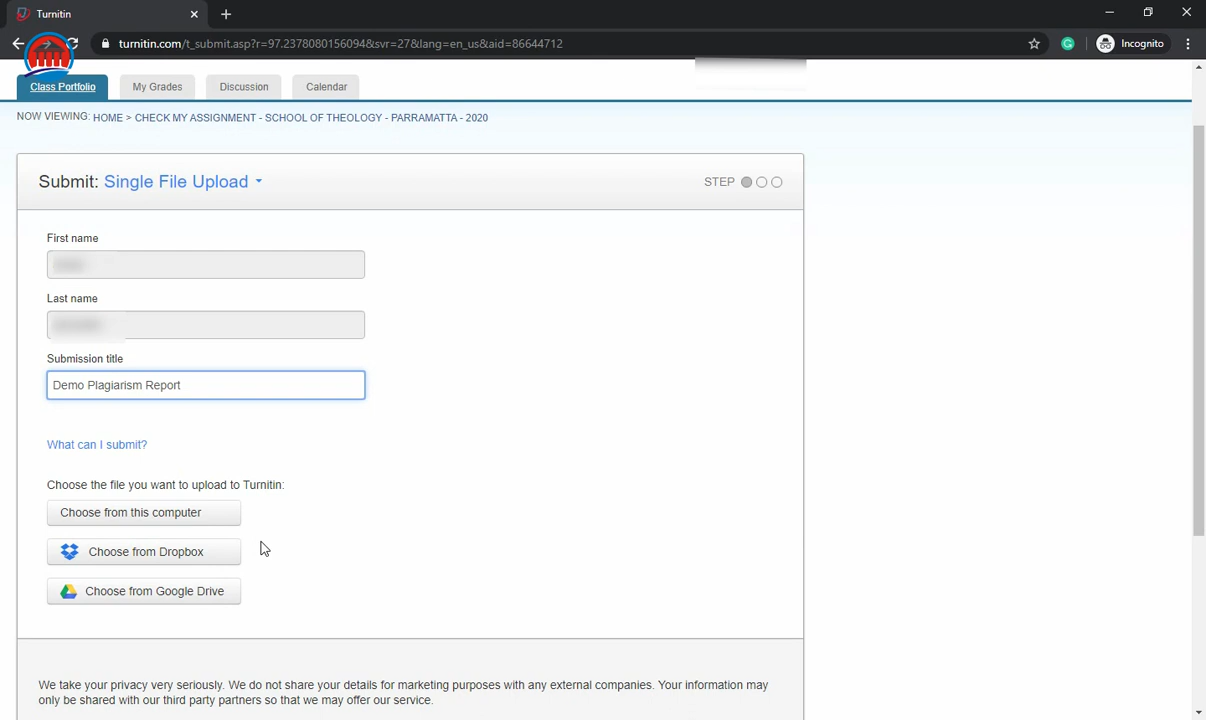 Turnitin
turnitin.com/t_submit.asp?r=97.2378080156094&svr=27&lang=en_us&aid=86644712
Incognito
Class Portfolio
My Grades
Discussion
Calendar
NOW VIEWING: HOME > CHECK MY ASSIGNMENT - SCHOOL OF THEOLOGY - PARRAMATTA - 2020
Submit: Single File Upload
STEP
First name
Last name
Submission title
Demo Plagiarism Report
What can I submit?
Choose the file you want to upload to Turnitin:
Choose from this computer
Choose from Dropbox
Choose from Google Drive
We take your privacy very seriously. We do not share your details for marketing purposes with any external companies. Your information may
only be shared with our third party partners so that we may offer our service.